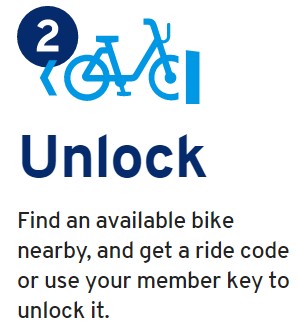 2
Unlock
Find an available bike
nearby, and get a ride code
or use your member key to
unlock it.